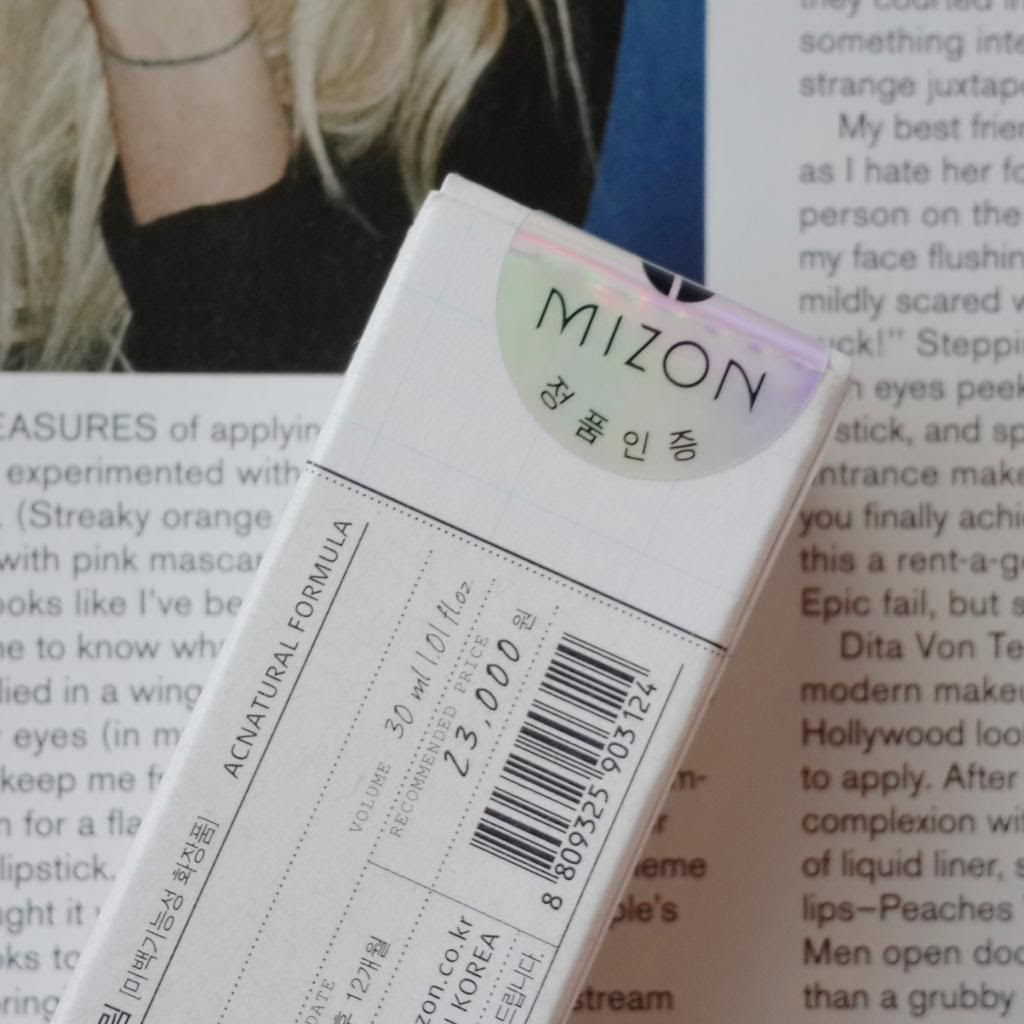 MIZON
정품인증
ACNATURAL FORMULA
[미백기능성 화장품]
VOLUME 30 ml 1.01 fl.oz.
RECOMMENDED PRICE
23,000 원
8 809325 903124
DATE
12개월
zon.co.kr
KOREA
드립니다.
EASURES of applyin
experimented with
(Streaky orange
with pink mascar
ooks like I've be
me to know wh
lied in a wing
eyes (in m
keep me f
n for a fla
lipstick.
ght it
ks to
they courted in
something inte
strange juxtap
My best frie
as I hate her fo
person on the
my face flushin
mildly scared w
uck!" Steppi
eyes peek
stick, and sp
ntrance make
you finally achi
this a rent-a-g
Epic fail, but s
Dita Von Te
modern makeu
Hollywood loo
to apply. After
complexion wit
of liquid liner, s
lips—Peaches
Men open doo
than a grubby
eme
ple's
stream